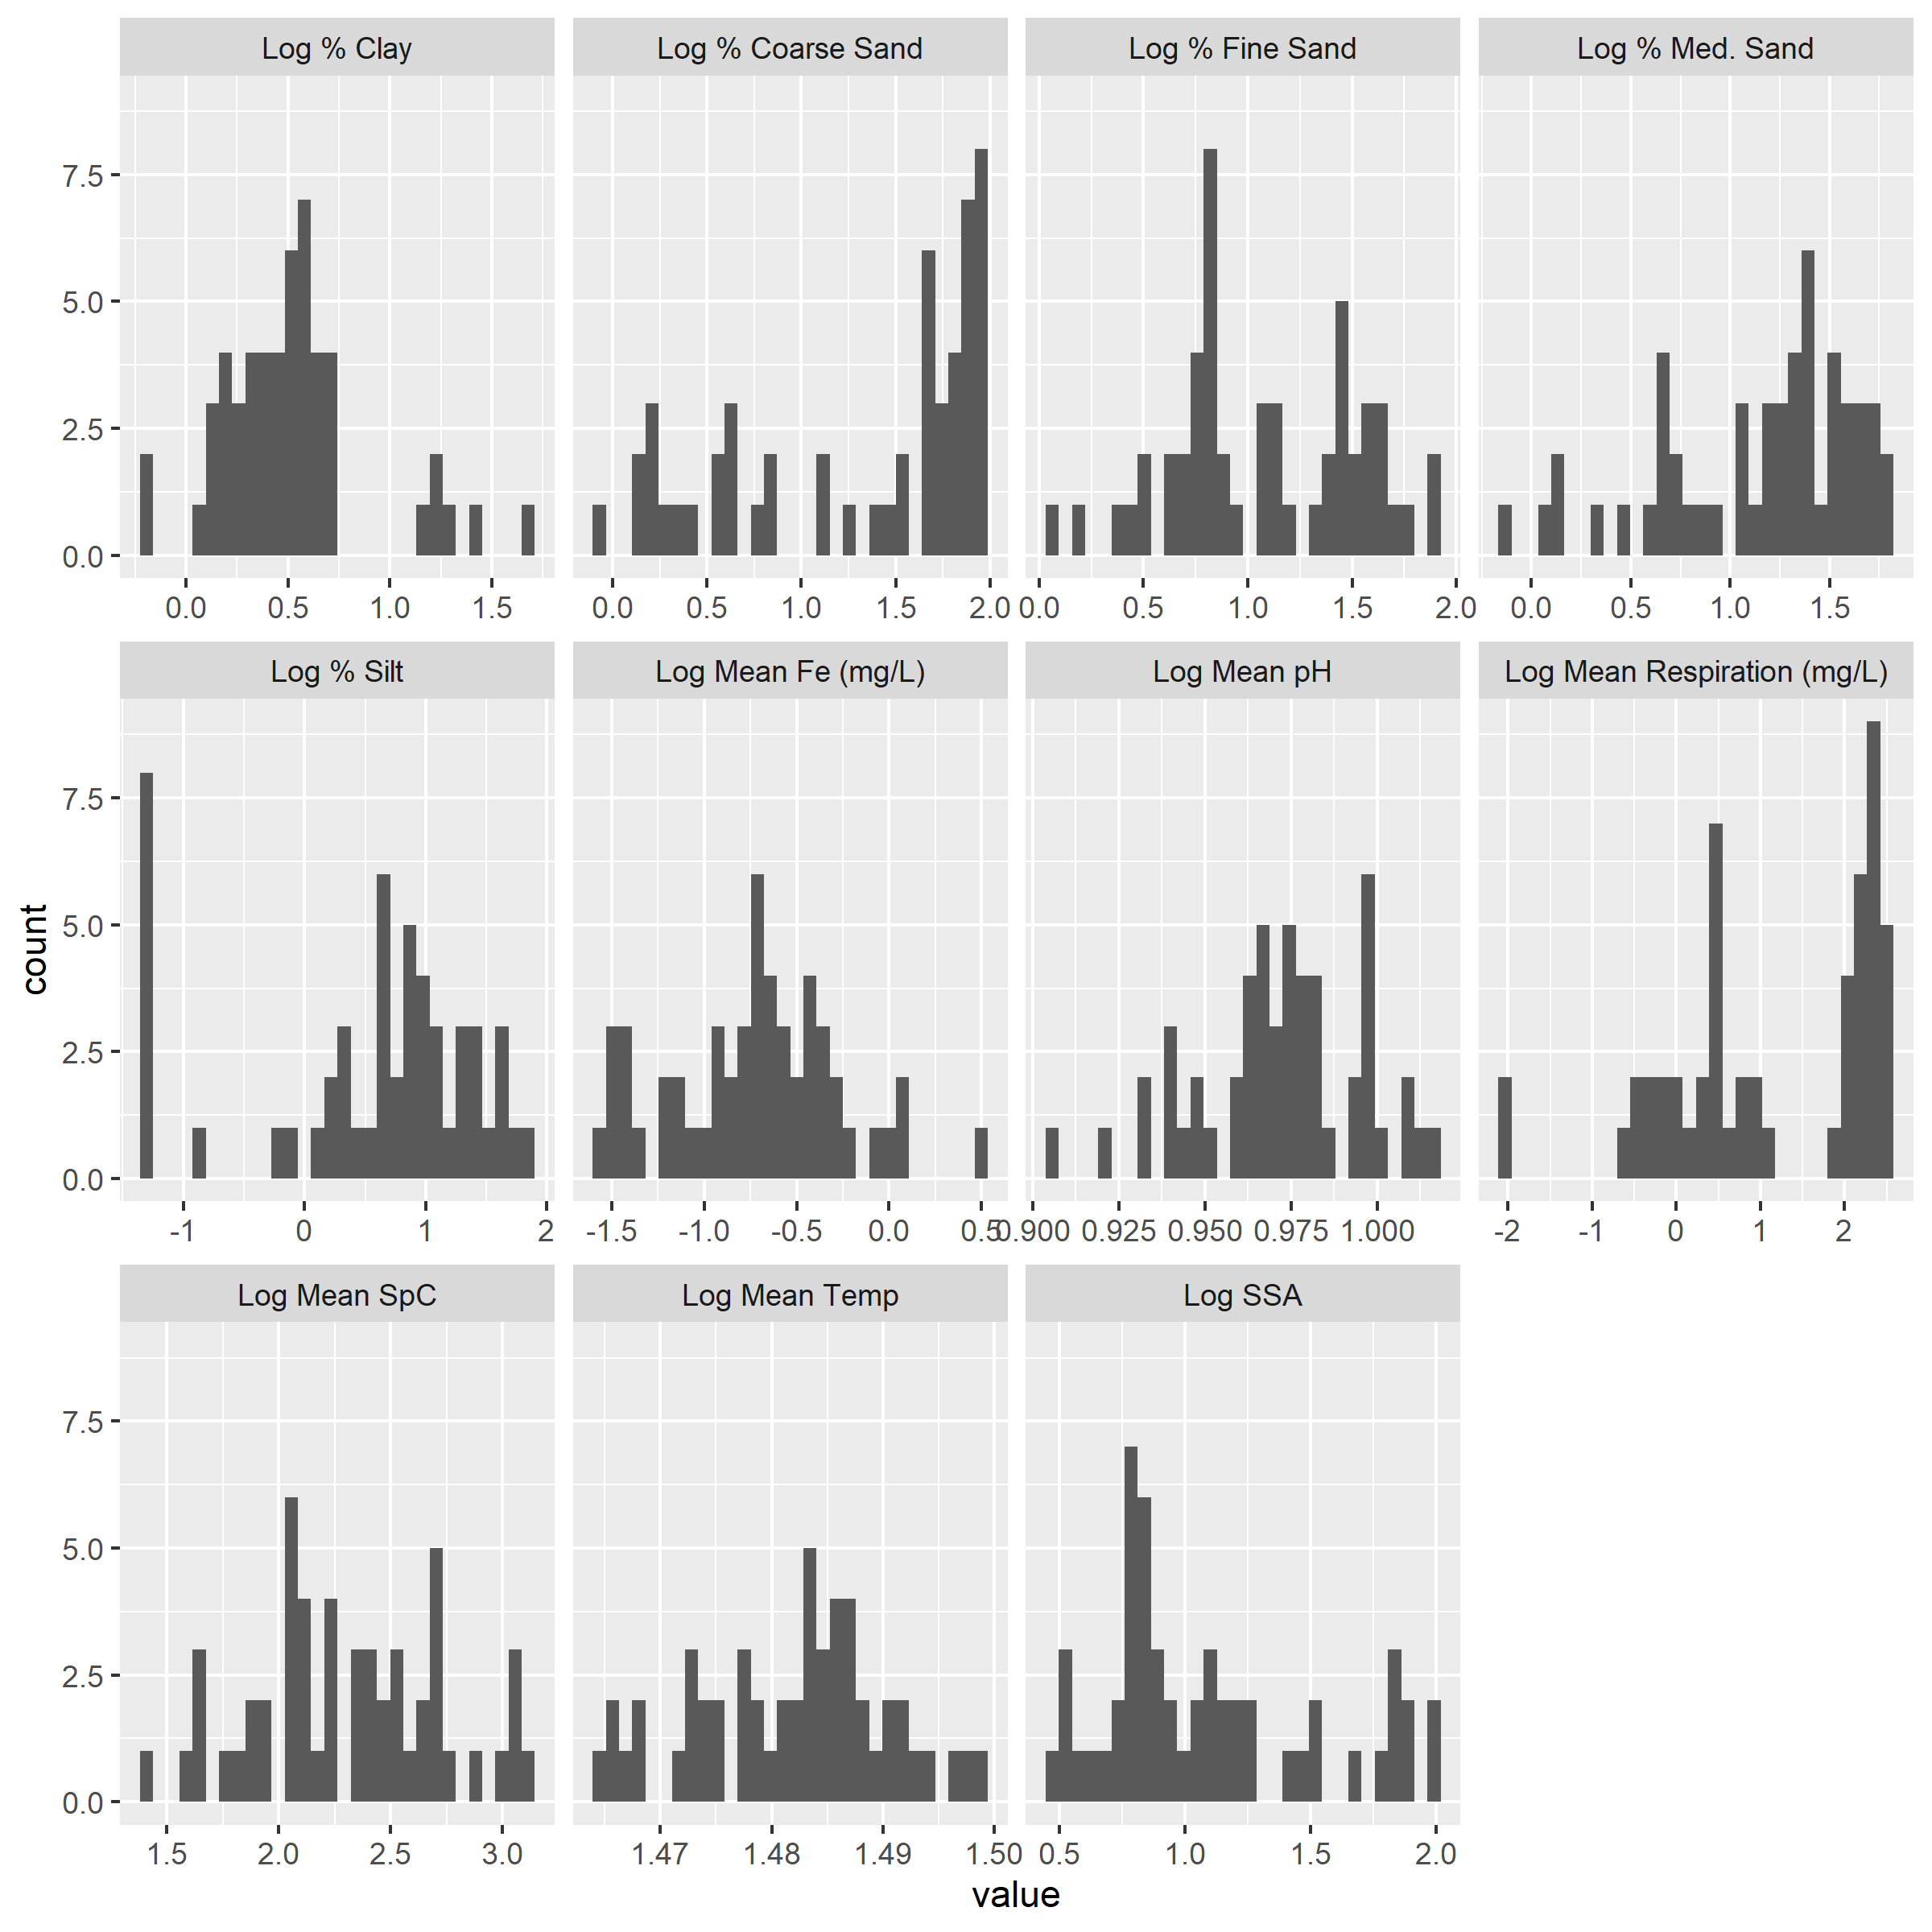 Log % Clay
Log % Coarse Sand
Log % Fine Sand
Log % Med. Sand
7.5
5.0
2.5
0.0
0.0 0.5 1.0 1.5
0.0 0.5 1.0 1.5 2.0
0.0 0.5 1.0 1.5 2.0
0.0 0.5 1.0 1.5
Log % Silt
Log Mean Fe (mg/L)
Log Mean pH
Log Mean Respiration (mg/L)
count
7.5
5.0
2.5
0.0
-1 0 1 2
-1.5 -1.0 -0.5 0.0 0.5
0.900 0.925 0.950 0.975 1.000
-2 -1 0 1 2
Log Mean SpC
Log Mean Temp
Log SSA
7.5
5.0
2.5
0.0
1.5 2.0 2.5 3.0
1.47 1.48 1.49 1.50
0.5 1.0 1.5 2.0
value